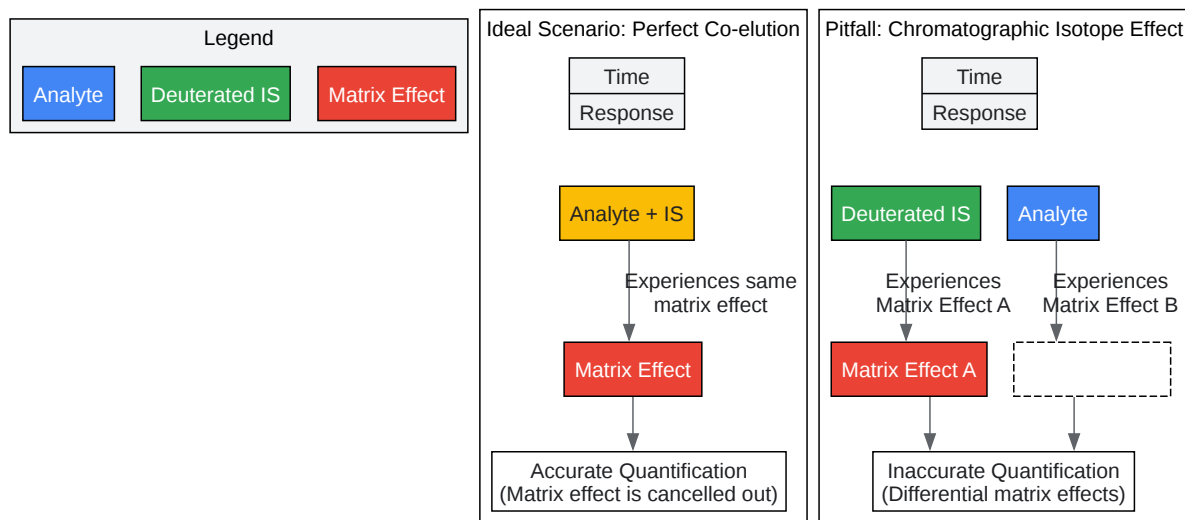 Legend
Analyte
Deuterated IS
Matrix Effect
Ideal Scenario: Perfect Co-elution
Time
Response
Analyte + IS
Experiences same
matrix effect
Matrix Effect
Accurate Quantification
(Matrix effect is cancelled out)
Pitfall: Chromatographic Isotope Effect
Time
Response
Deuterated IS
Analyte
Experiences
Matrix Effect A
Experiences
Matrix Effect B
Matrix Effect A
Inaccurate Quantification
(Differential matrix effects)